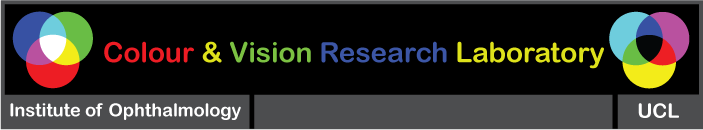 Colour & Vision Research Laboratory
Institute of Ophthalmology
UCL